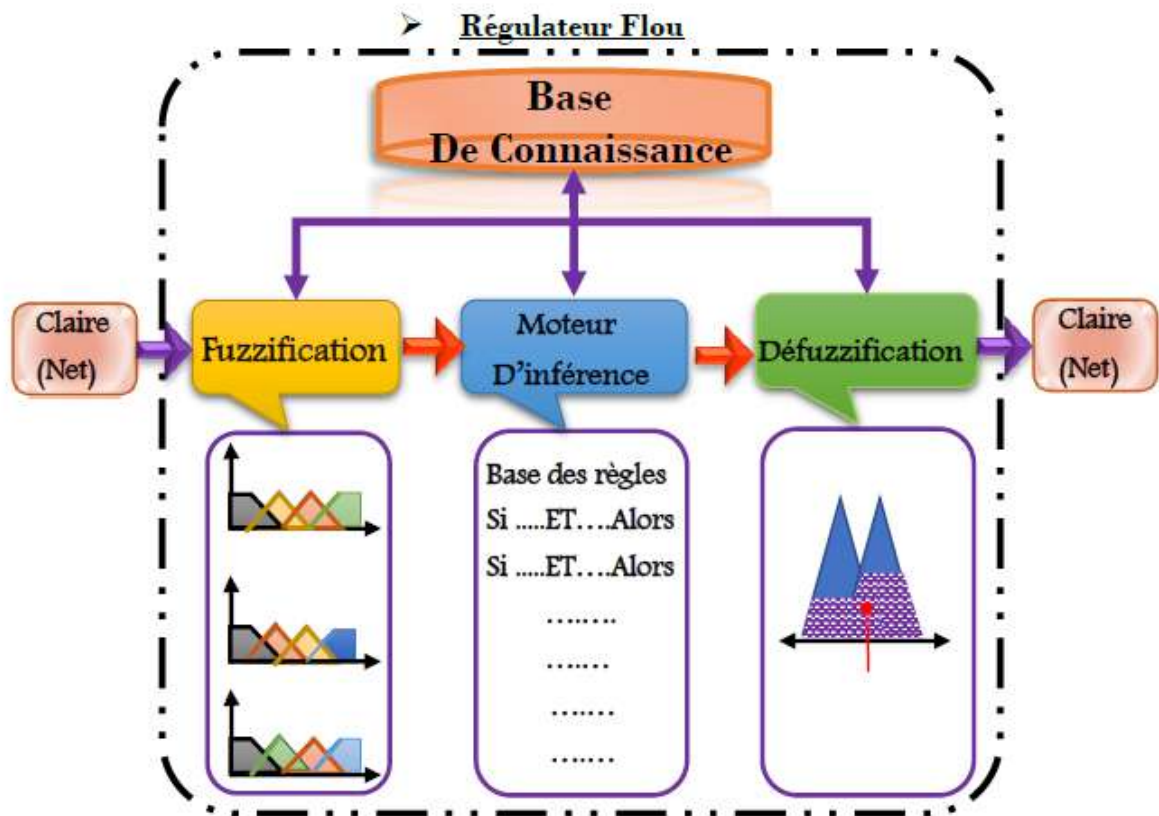 ➢ Régulateur Flou
Base
De Connaissance
Claire
(Net)
Fuzzification
Moteur
D'inférence
Défuzzification
Claire
(Net)
Base des règles
Si .....ET....Alors
Si .....ET....Alors
........
.......
.......
.......